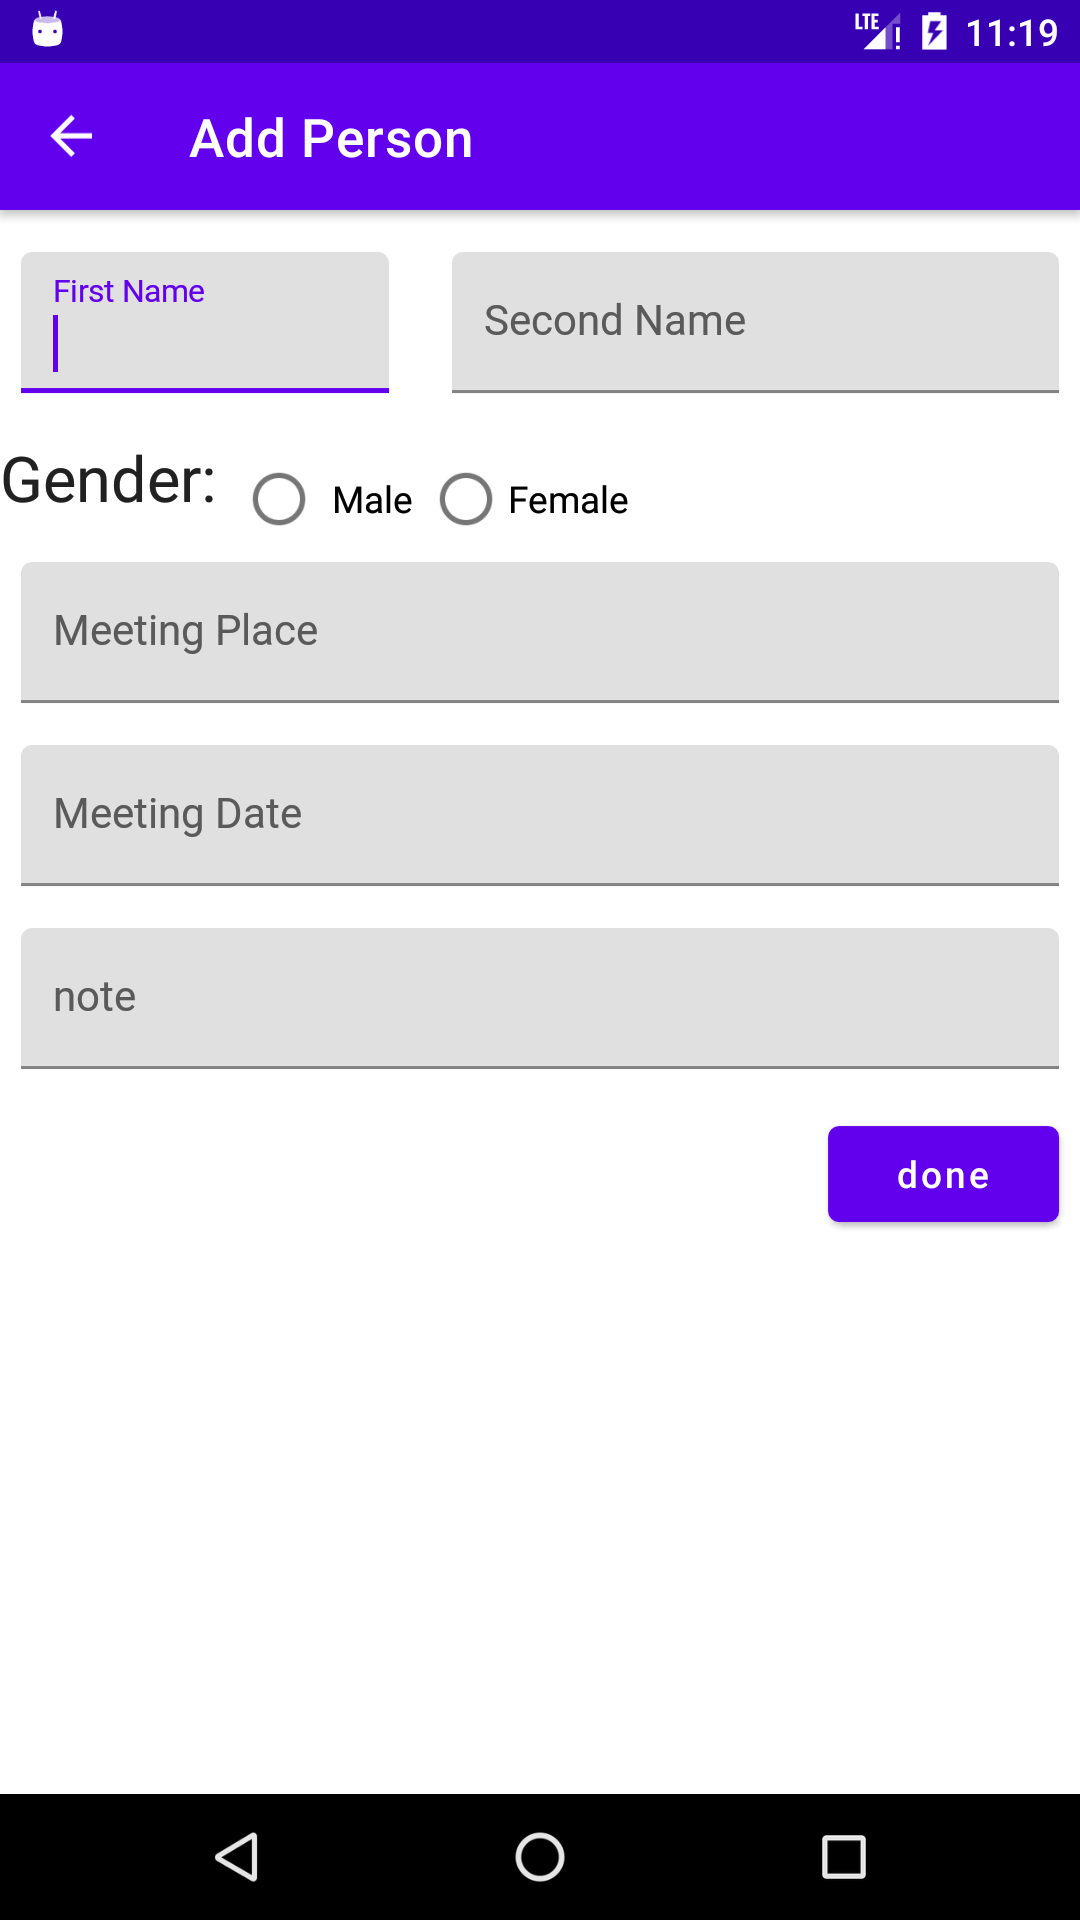 LTE 11:19
Add Person
First Name
Second Name
Gender: Male Female
Meeting Place
Meeting Date
note
done